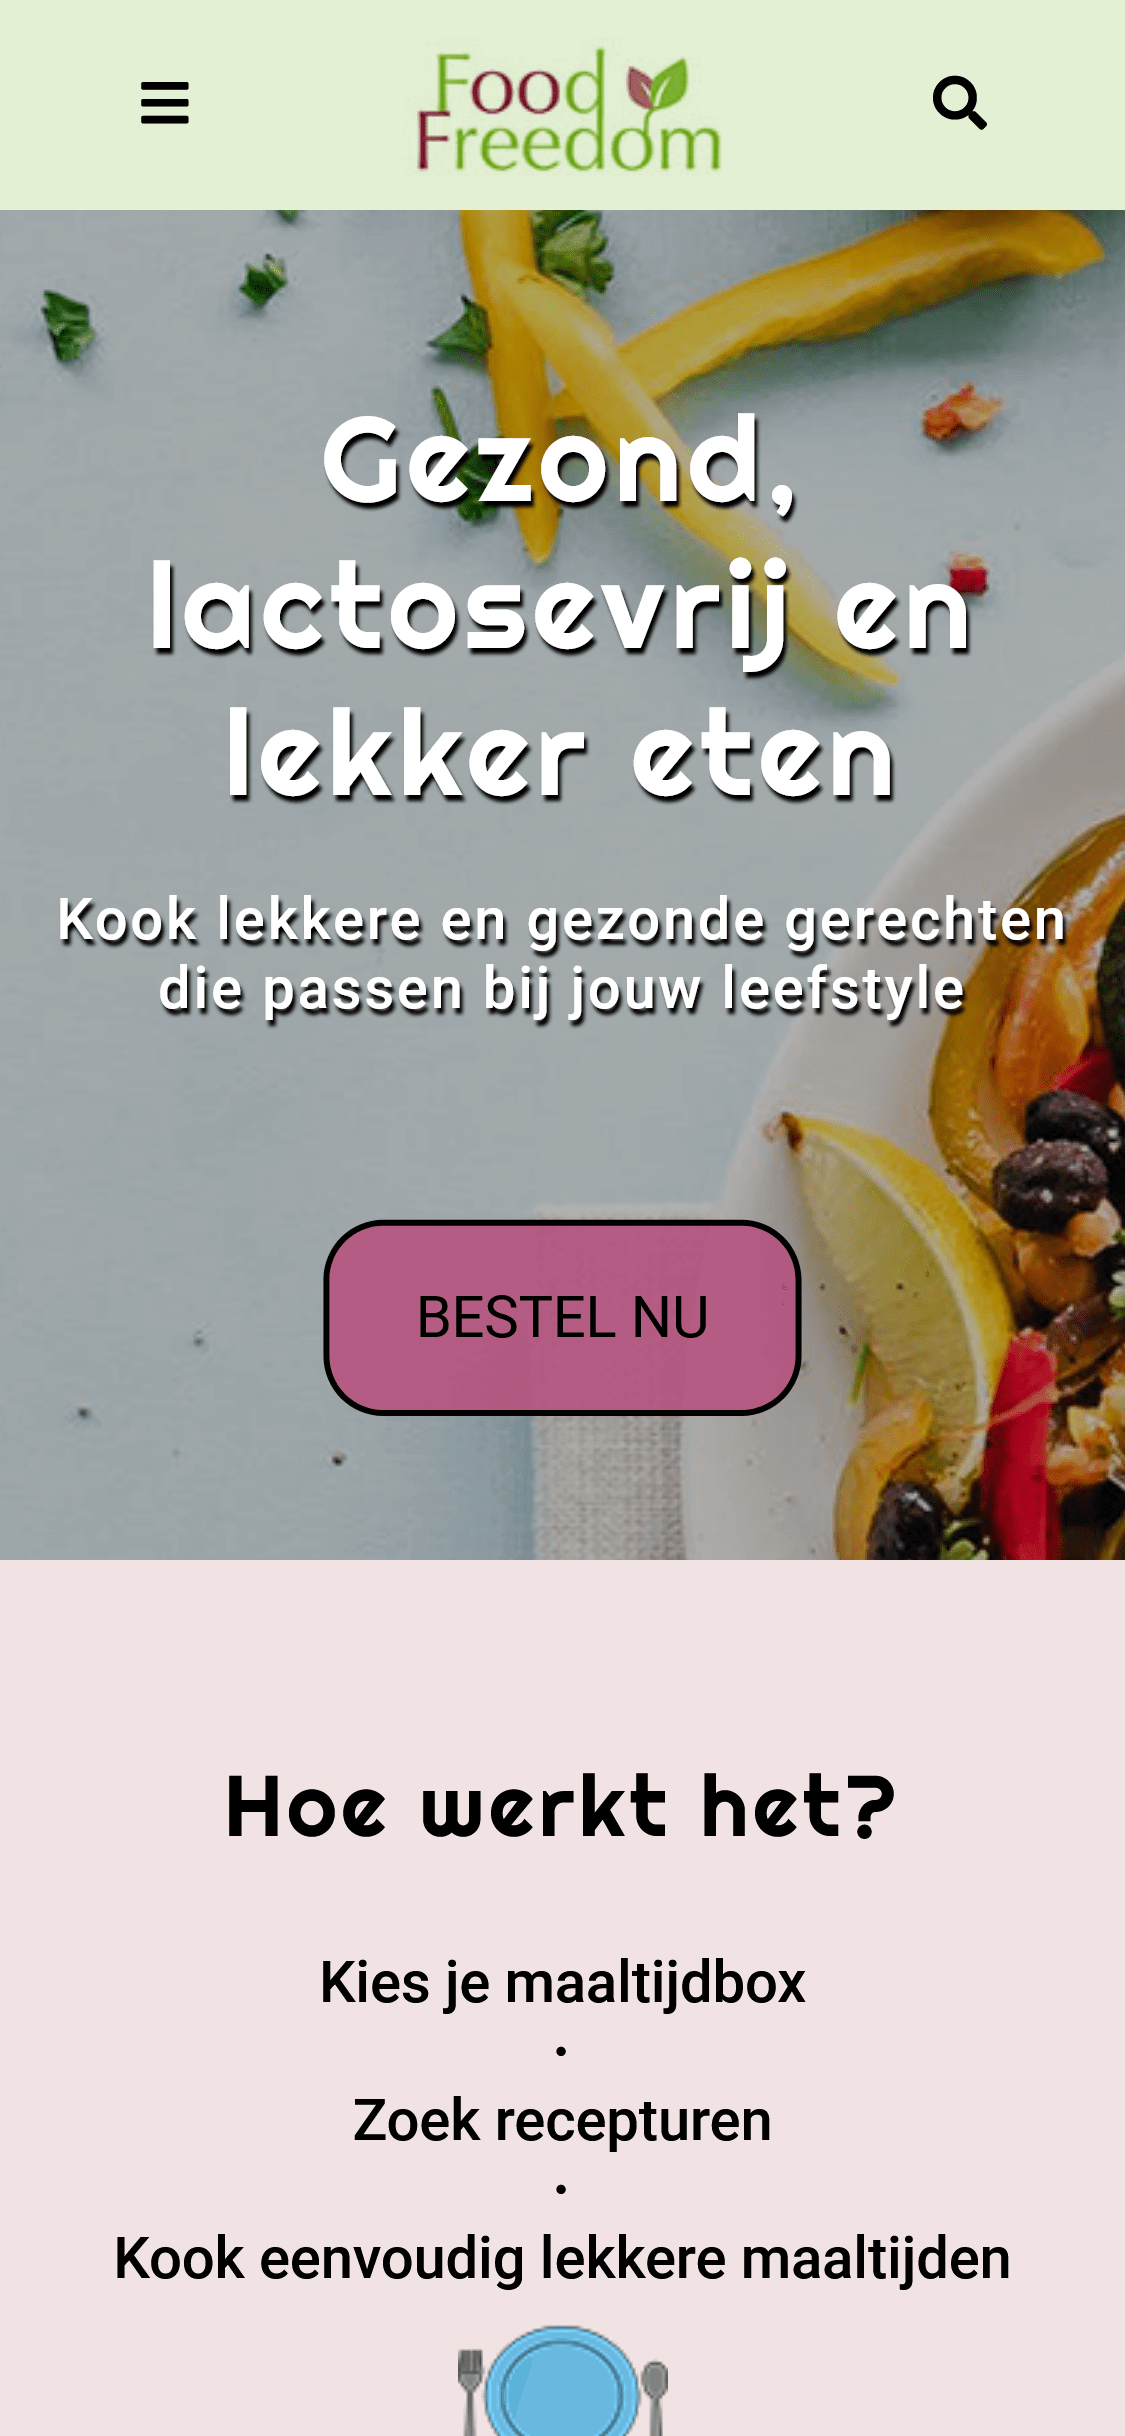 Food
Freedom
Gezond,
lactosevrij en
lekker eten
Kook lekkere en gezonde gerechten
die passen bij jouw leefstyle
BESTEL NU
Hoe werkt het?
Kies je maaltijdbox
•
Zoek recepturen
•
Kook eenvoudig lekkere maaltijden